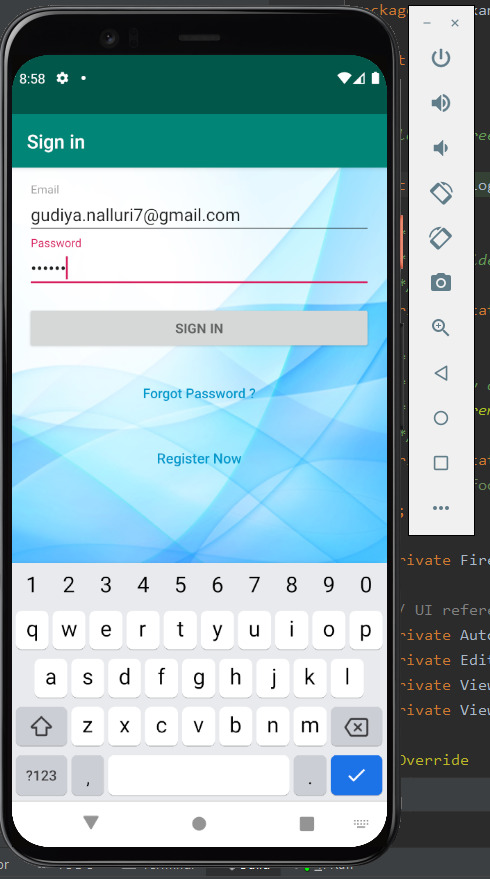 8:58
Sign in
Email
gudiya.nalluri7@gmail.com
Password
••••••
SIGN IN
Forgot Password ?
Register Now
1 2 3 4 5 6 7 8 9 0
q w e r t y u i o p
a s d f g h j k l
z x c v b n m
?123 , .
rivate Fire
/ UI refere
rivate Auto
rivate Edi
rivate View
rivate View
Override